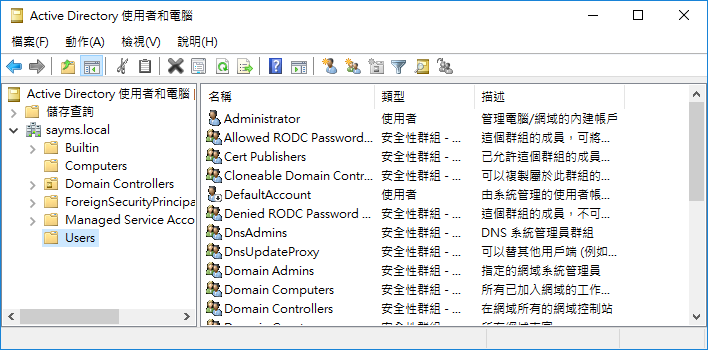 Active Directory 使用者和電腦
檔案(F) 動作(A) 檢視(V) 說明(H)
Active Directory 使用者和電腦
儲存查詢
sayms.local
Builtin
Computers
Domain Controllers
ForeignSecurityPrincipa
Managed Service Acco
Users
名稱 類型 描述
Administrator 使用者 管理電腦/網域的內建帳戶
Allowed RODC Password... 安全性群組 - ... 這個群組的成員，可將...
Cert Publishers 安全性群組 - ... 已允許這個群組的成員...
Cloneable Domain Contr... 安全性群組 - ... 可以複製屬於此群組的...
DefaultAccount 使用者 由系統管理的使用者帳...
Denied RODC Password ... 安全性群組 - ... 這個群組的成員，不可...
DnsAdmins 安全性群組 - ... DNS 系統管理員群組
DnsUpdateProxy 安全性群組 - ... 可以替其他用戶端 (例如...
Domain Admins 安全性群組 - ... 指定的網域系統管理員
Domain Computers 安全性群組 - ... 所有已加入網域的工作...
Domain Controllers 安全性群組 - ... 在網域所有的網域控制站